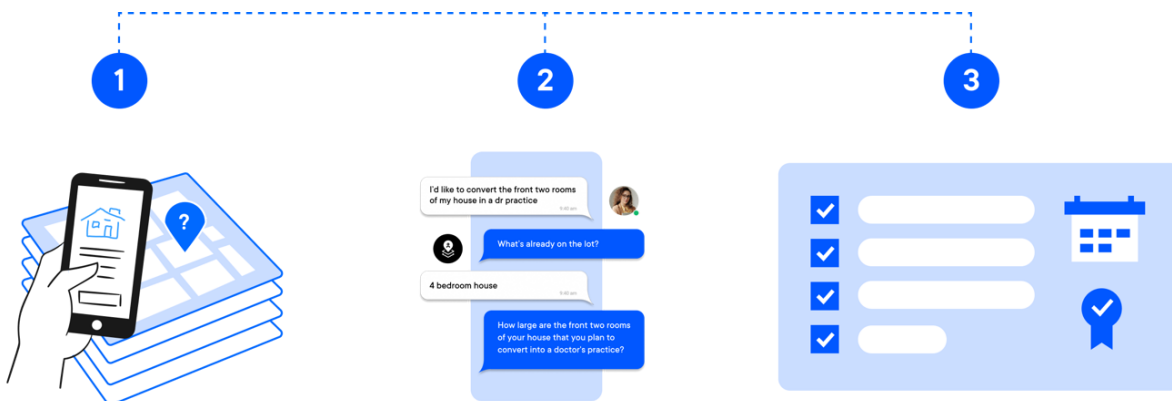 1
2
3
?
I'd like to convert the front two rooms
of my house in a dr practice
What's already on the lot?
4 bedroom house
How large are the front two rooms
of your house that you plan to
convert into a doctor's practice?